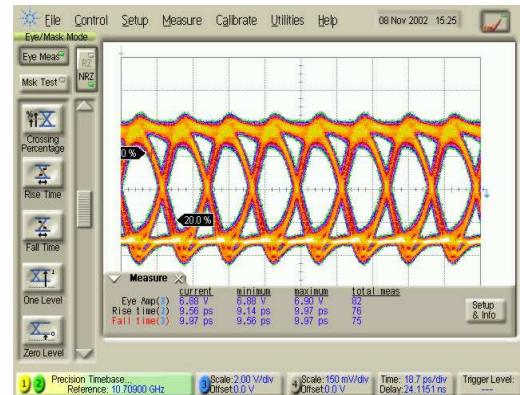 File Control Setup Measure Calibrate Utilities Help 08 Nov 2002 15:25
Eye/Mask Mode
Eye Meas
RZ
NRZ
Msk Test
Crossing Percentage
Rise Time
Fall Time
One Level
Zero Level
0 %
20.0 %
Measure
current minimum maximum total meas
Eye Amp(3) 6.88 V 6.88 V 6.90 V 82
Rise time(3) 9.56 ps 9.14 ps 9.97 ps 76
Fall time(3) 9.97 ps 9.56 ps 9.97 ps 75
Setup & Info
1 2 Precision Timebase...
Reference: 10.70900 GHz
3 Scale:2.00 V/div
Offset:0.0 V
4 Scale:150 mV/div
Offset:0.0 V
Time: 18.7 ps/div
Delay:24.1151 ns
Trigger Level:
---